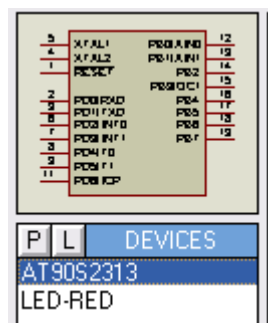 5 XTAL1 PB0/AIN0 12
4 XTAL2 PB1/AIN1 13
1 RESET PB2 14
PB3/OC1 15
2 PD0/RXD PB4 16
3 PD1/TXD PB5 17
6 PD2/INT0 PB6 18
7 PD3/INT1 PB7 19
8 PD4/T0
9 PD5/T1
11 PD6/ICP
P L DEVICES
AT90S2313
LED-RED